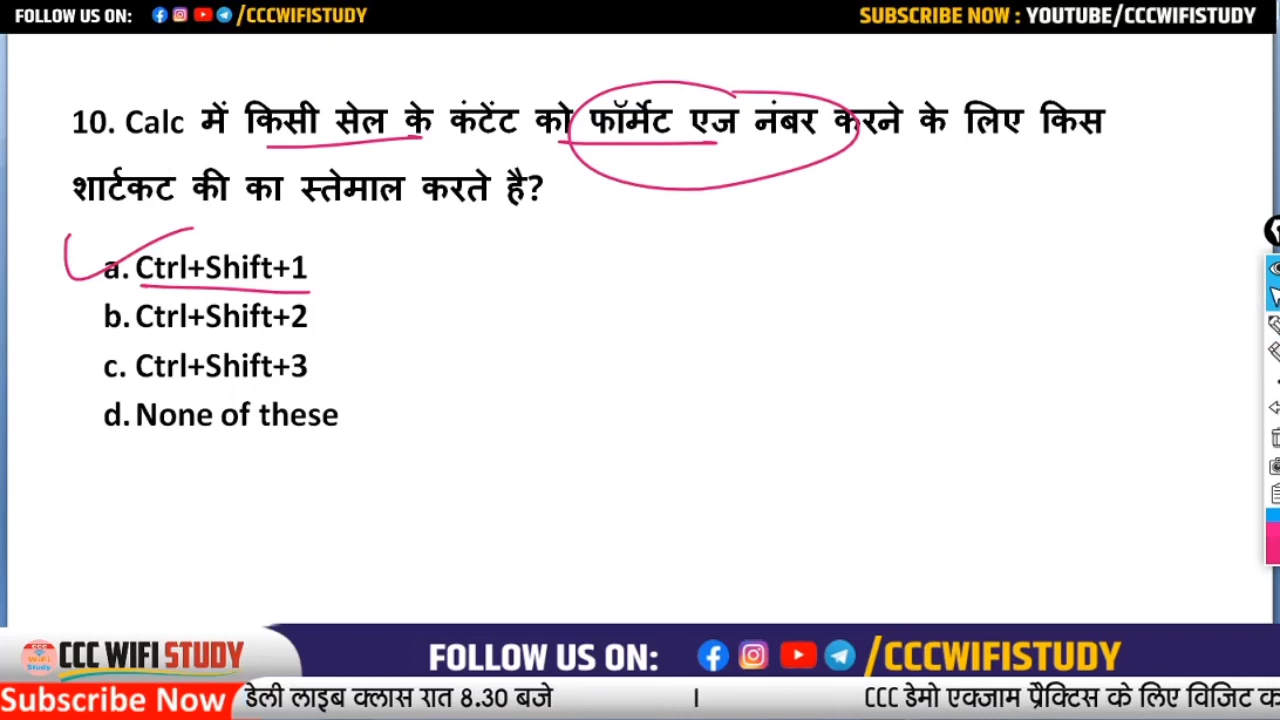 FOLLOW US ON: /CCCWIFISTUDY SUBSCRIBE NOW : YOUTUBE/CCCWIFISTUDY
10. Calc में किसी सेल के कंटेंट को फॉर्मेट एज नंबर करने के लिए किस
शार्टकट की का स्तेमाल करते है?
a. Ctrl+Shift+1
b. Ctrl+Shift+2
c. Ctrl+Shift+3
d. None of these
CCC WIFI STUDY FOLLOW US ON: /CCCWIFISTUDY
Subscribe Now डेली लाइब क्लास रात 8.30 बजे | CCC डेमो एक्जाम प्रैक्टिस के लिए विजिट